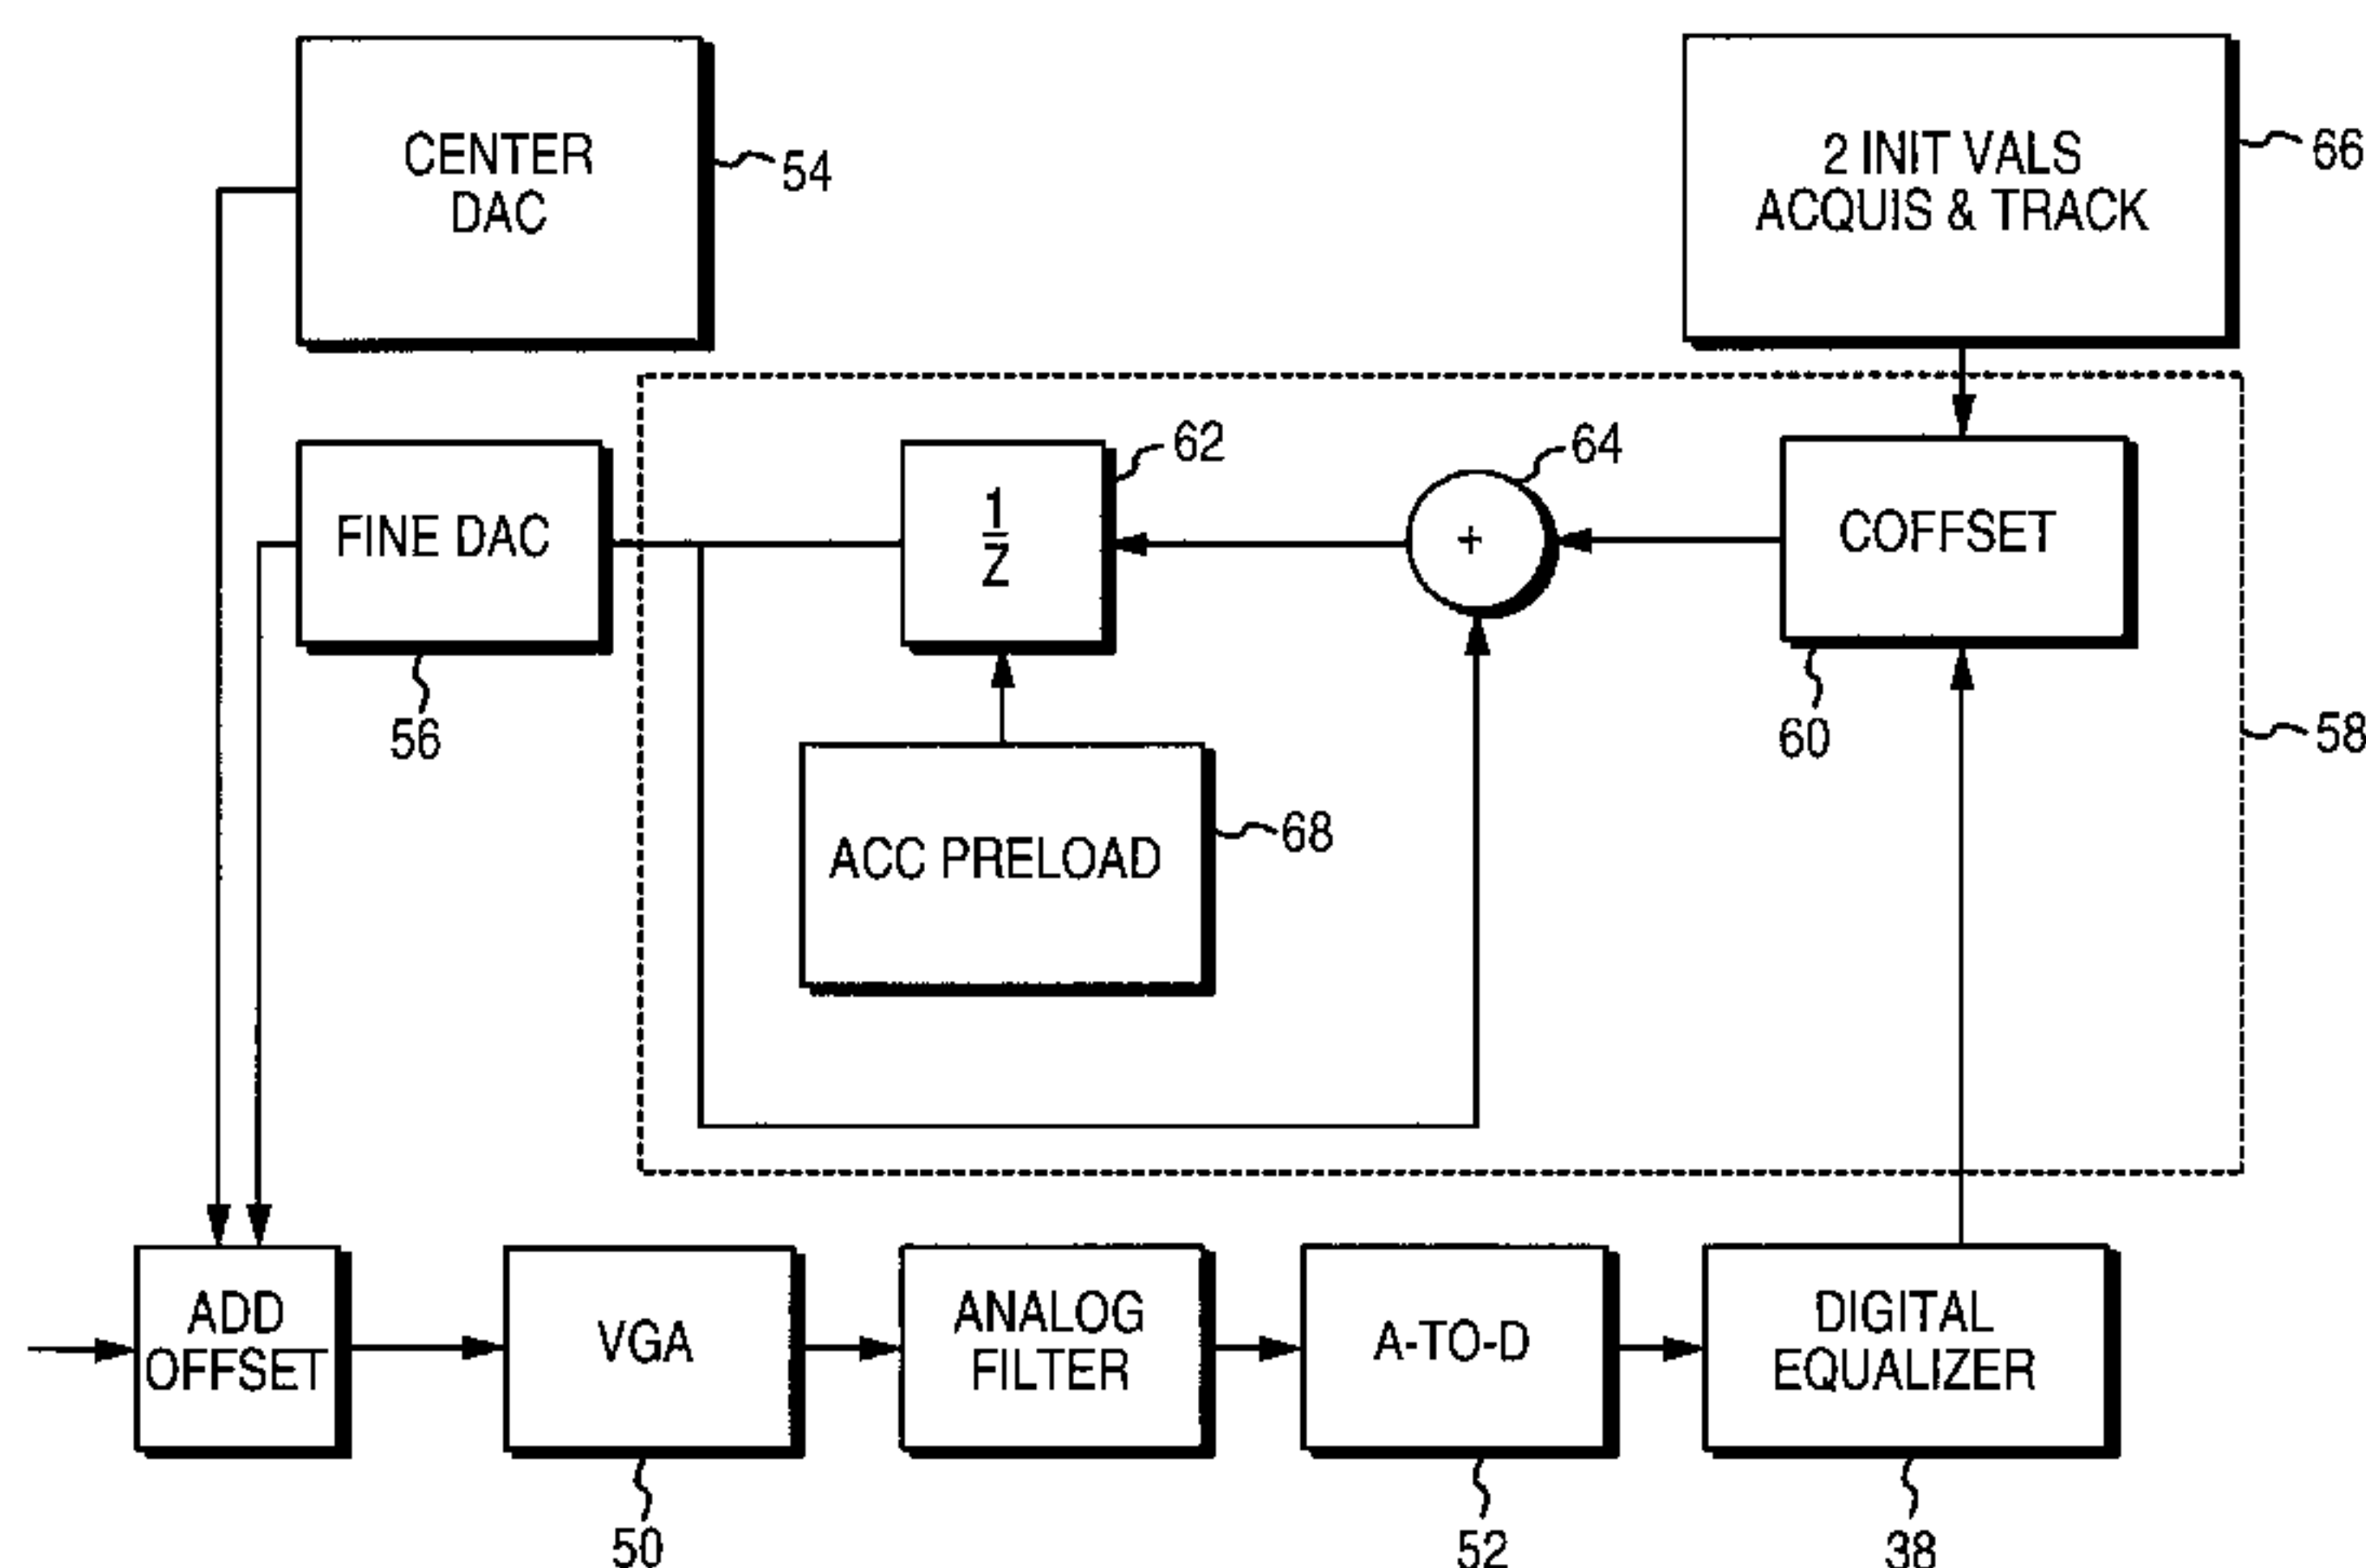 CENTER
DAC
54
2 INIT VALS
ACQUIS & TRACK
66
FINE DAC
56
1
Z
62
+
64
COFFSET
60
58
ACC PRELOAD
68
ADD
OFFSET
VGA
50
ANALOG
FILTER
A-TO-D
52
DIGITAL
EQUALIZER
38